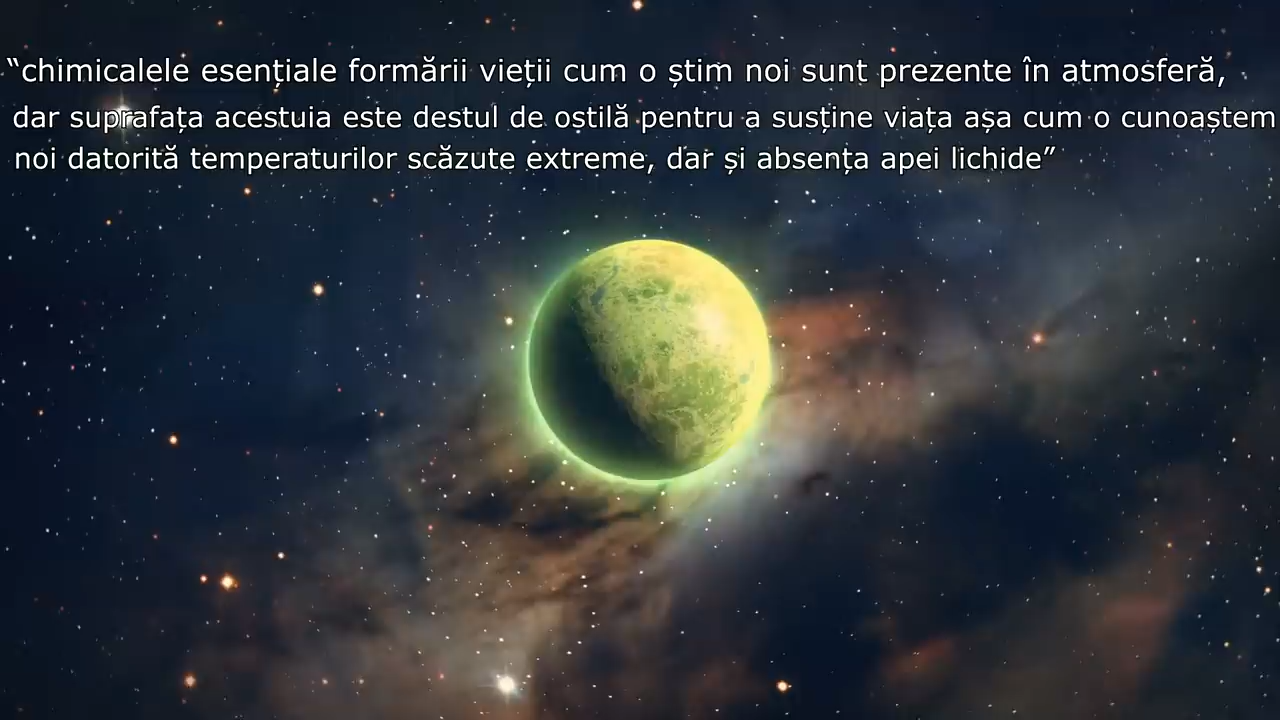 “chimicalele esențiale formării vieții cum o știm noi sunt prezente în atmosferă,
dar suprafața acestuia este destul de ostilă pentru a susține viața așa cum o cunoaștem
noi datorită temperaturilor scăzute extreme, dar și absența apei lichide”